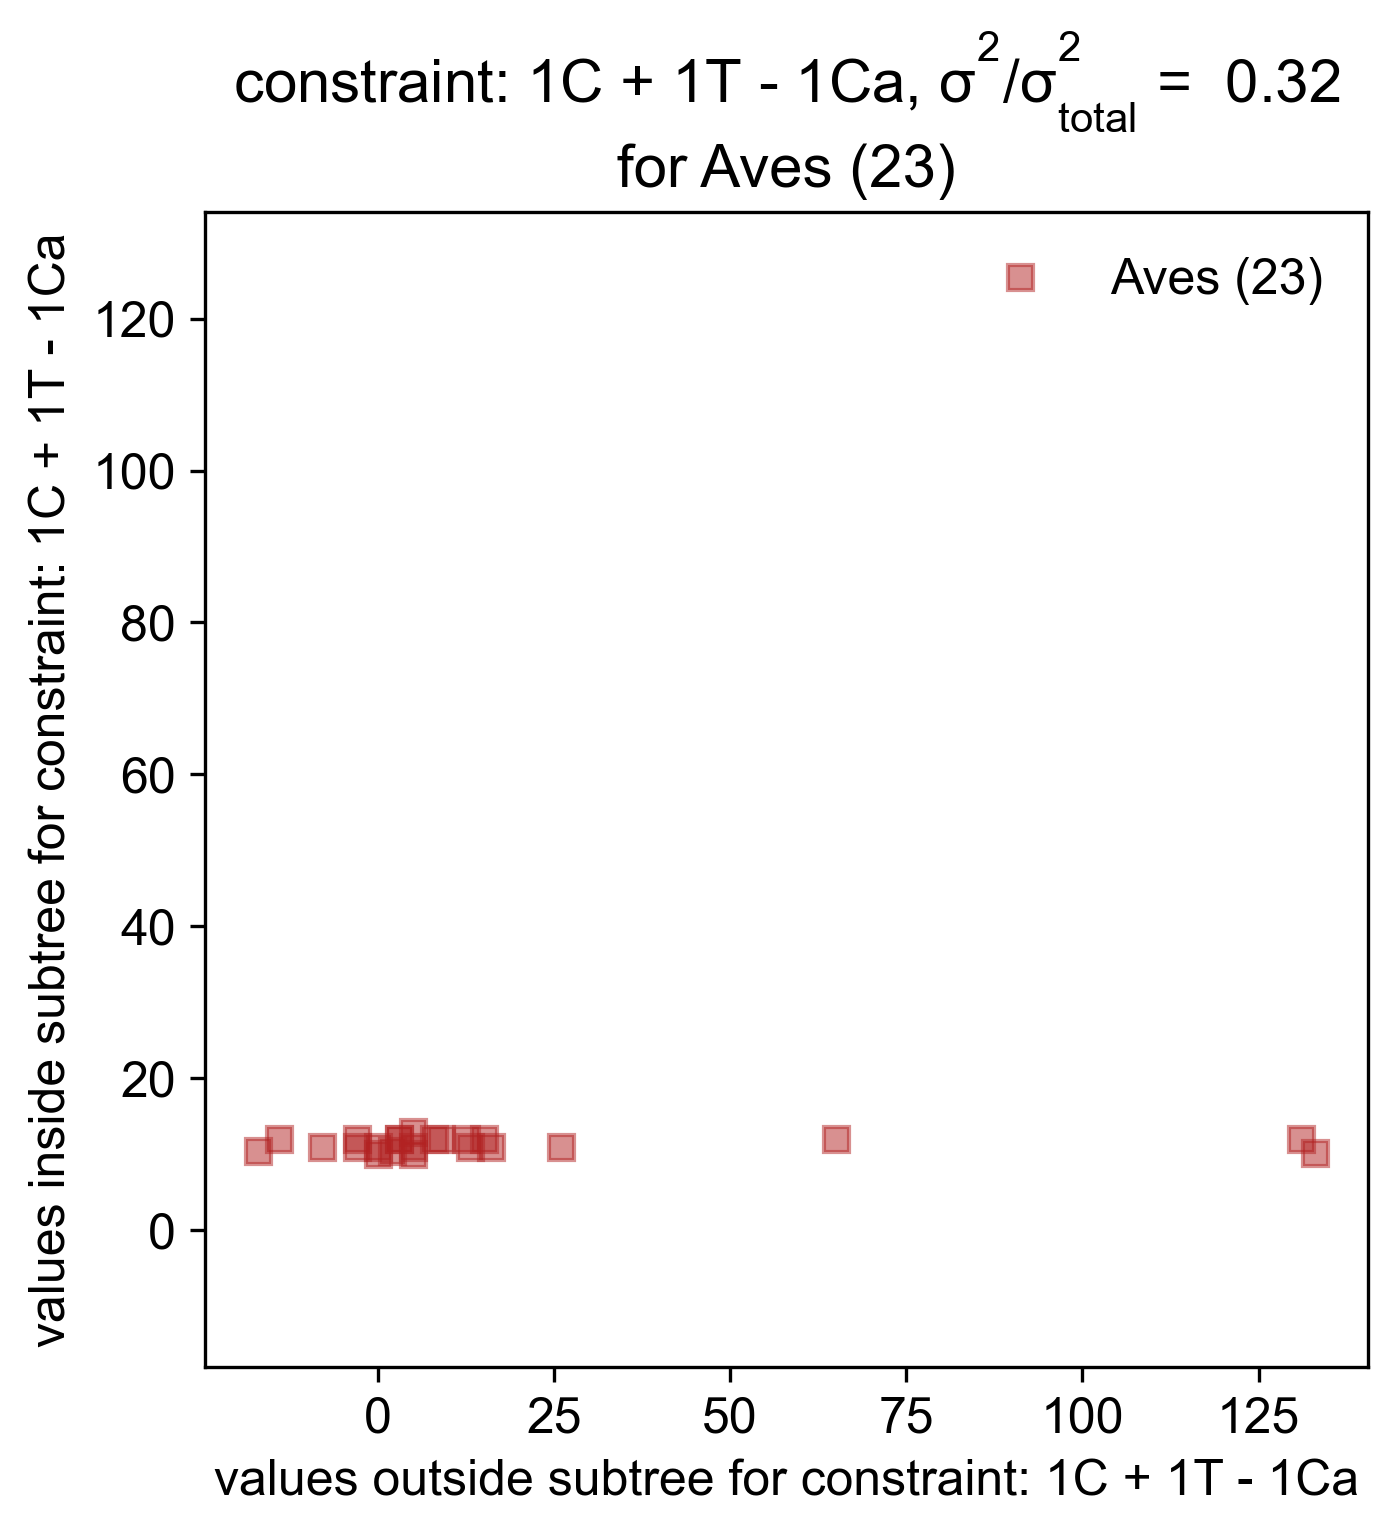 constraint: 1C + 1T - 1Ca, σ²/σ²total = 0.32
for Aves (23)
Aves (23)
values inside subtree for constraint: 1C + 1T - 1Ca
120
100
80
60
40
20
0
0 25 50 75 100 125
values outside subtree for constraint: 1C + 1T - 1Ca